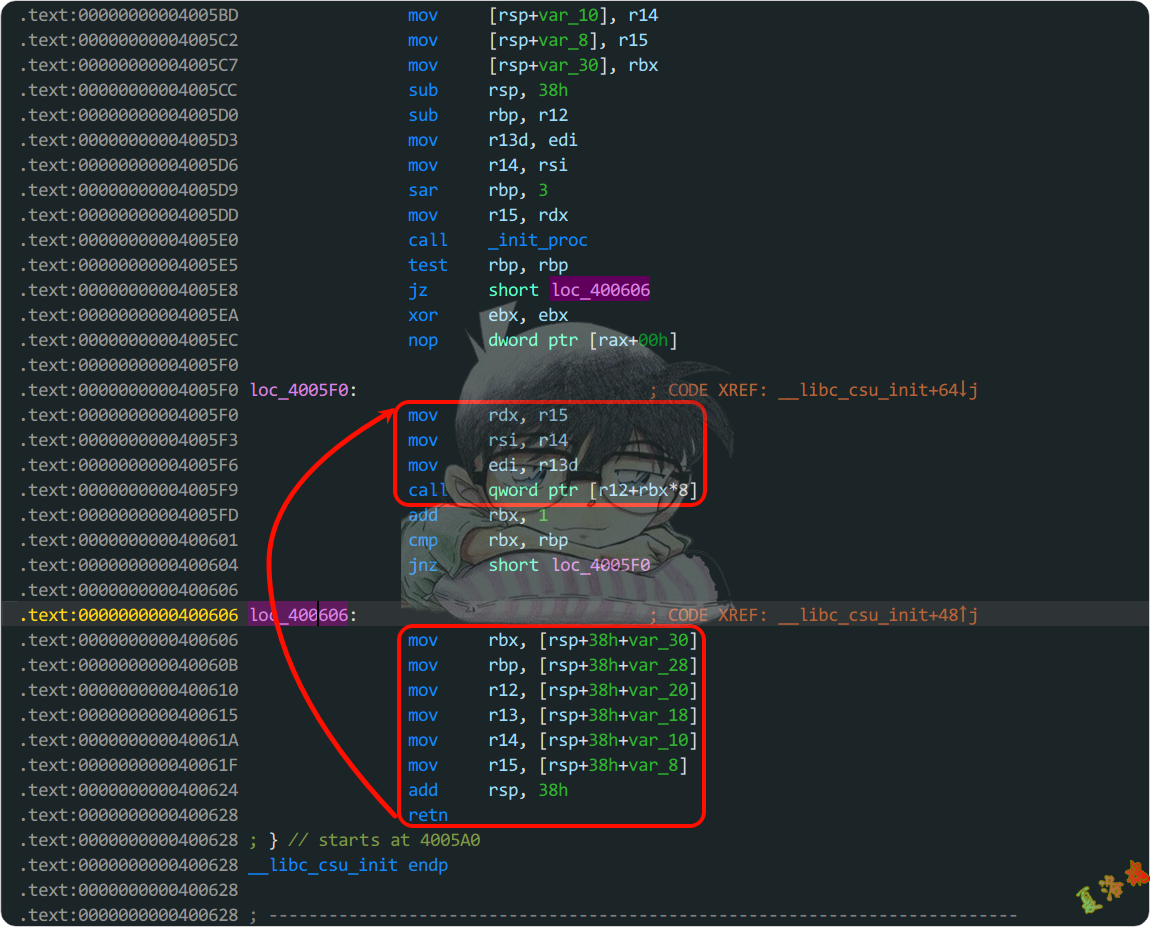 .text:00000000004005BD mov [rsp+var_10], r14
.text:00000000004005C2 mov [rsp+var_8], r15
.text:00000000004005C7 mov [rsp+var_30], rbx
.text:00000000004005CC sub rsp, 38h
.text:00000000004005D0 sub rbp, r12
.text:00000000004005D3 mov r13d, edi
.text:00000000004005D6 mov r14, rsi
.text:00000000004005D9 sar rbp, 3
.text:00000000004005DD mov r15, rdx
.text:00000000004005E0 call _init_proc
.text:00000000004005E5 test rbp, rbp
.text:00000000004005E8 jz short loc_400606
.text:00000000004005EA xor ebx, ebx
.text:00000000004005EC nop dword ptr [rax+00h]
.text:00000000004005F0
.text:00000000004005F0 loc_4005F0: ; CODE XREF: __libc_csu_init+64↓j
.text:00000000004005F0 mov rdx, r15
.text:00000000004005F3 mov rsi, r14
.text:00000000004005F6 mov edi, r13d
.text:00000000004005F9 call qword ptr [r12+rbx*8]
.text:00000000004005FD add rbx, 1
.text:0000000000400601 cmp rbx, rbp
.text:0000000000400604 jnz short loc_4005F0
.text:0000000000400606
.text:0000000000400606 loc_400606: ; CODE XREF: __libc_csu_init+48↑j
.text:0000000000400606 mov rbx, [rsp+38h+var_30]
.text:000000000040060B mov rbp, [rsp+38h+var_28]
.text:0000000000400610 mov r12, [rsp+38h+var_20]
.text:0000000000400615 mov r13, [rsp+38h+var_18]
.text:000000000040061A mov r14, [rsp+38h+var_10]
.text:000000000040061F mov r15, [rsp+38h+var_8]
.text:0000000000400624 add rsp, 38h
.text:0000000000400628 retn
.text:0000000000400628 ; } // starts at 4005A0
.text:0000000000400628 __libc_csu_init endp
.text:0000000000400628
.text:0000000000400628 ; ---------------------------------------------------------------------------